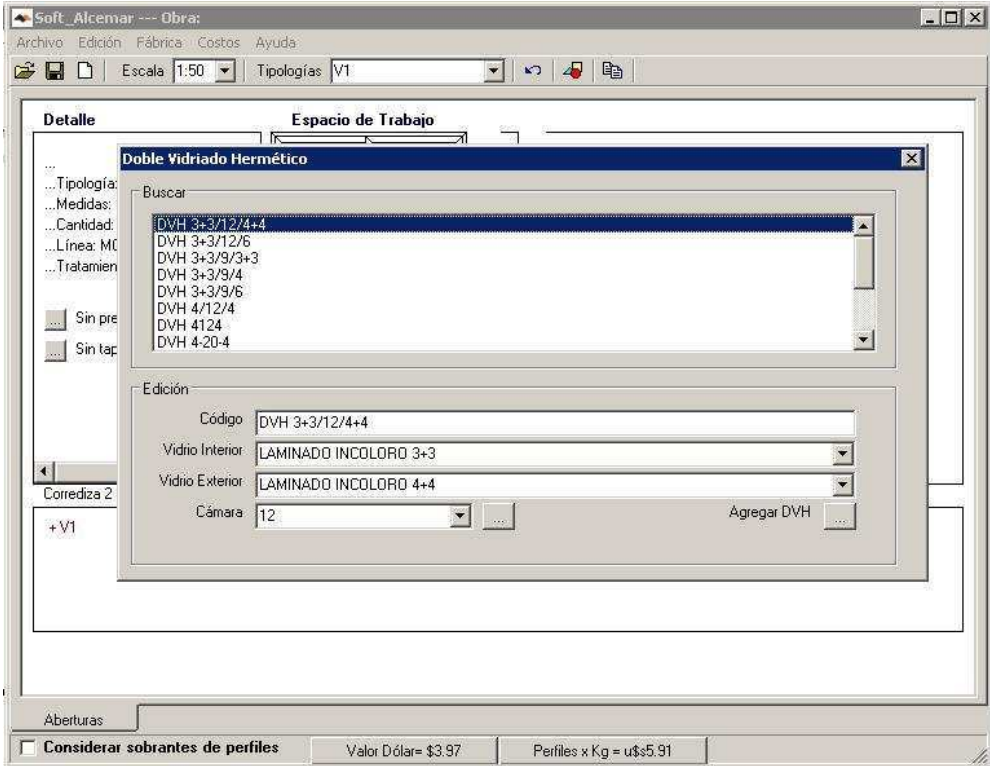 Soft_Alcemar --- Obra:
Archivo Edición Fábrica Costos Ayuda
Escala 1:50 Tipologías V1
Detalle Espacio de Trabajo
...
...Tipología:
...Medidas:
...Cantidad:
...Línea: MO
...Tratamien
... Sin pre
... Sin tap
Corrediza 2
Doble Vidriado Hermético
Buscar
DVH 3+3/12/4+4
DVH 3+3/12/6
DVH 3+3/9/3+3
DVH 3+3/9/4
DVH 3+3/9/6
DVH 4/12/4
DVH 4124
DVH 4-20-4
Edición
Código DVH 3+3/12/4+4
Vidrio Interior LAMINADO INCOLORO 3+3
Vidrio Exterior LAMINADO INCOLORO 4+4
Cámara 12 ... Agregar DVH ...
+ V1
Aberturas
Considerar sobrantes de perfiles Valor Dólar= $3.97 Perfiles x Kg = u$s5.91